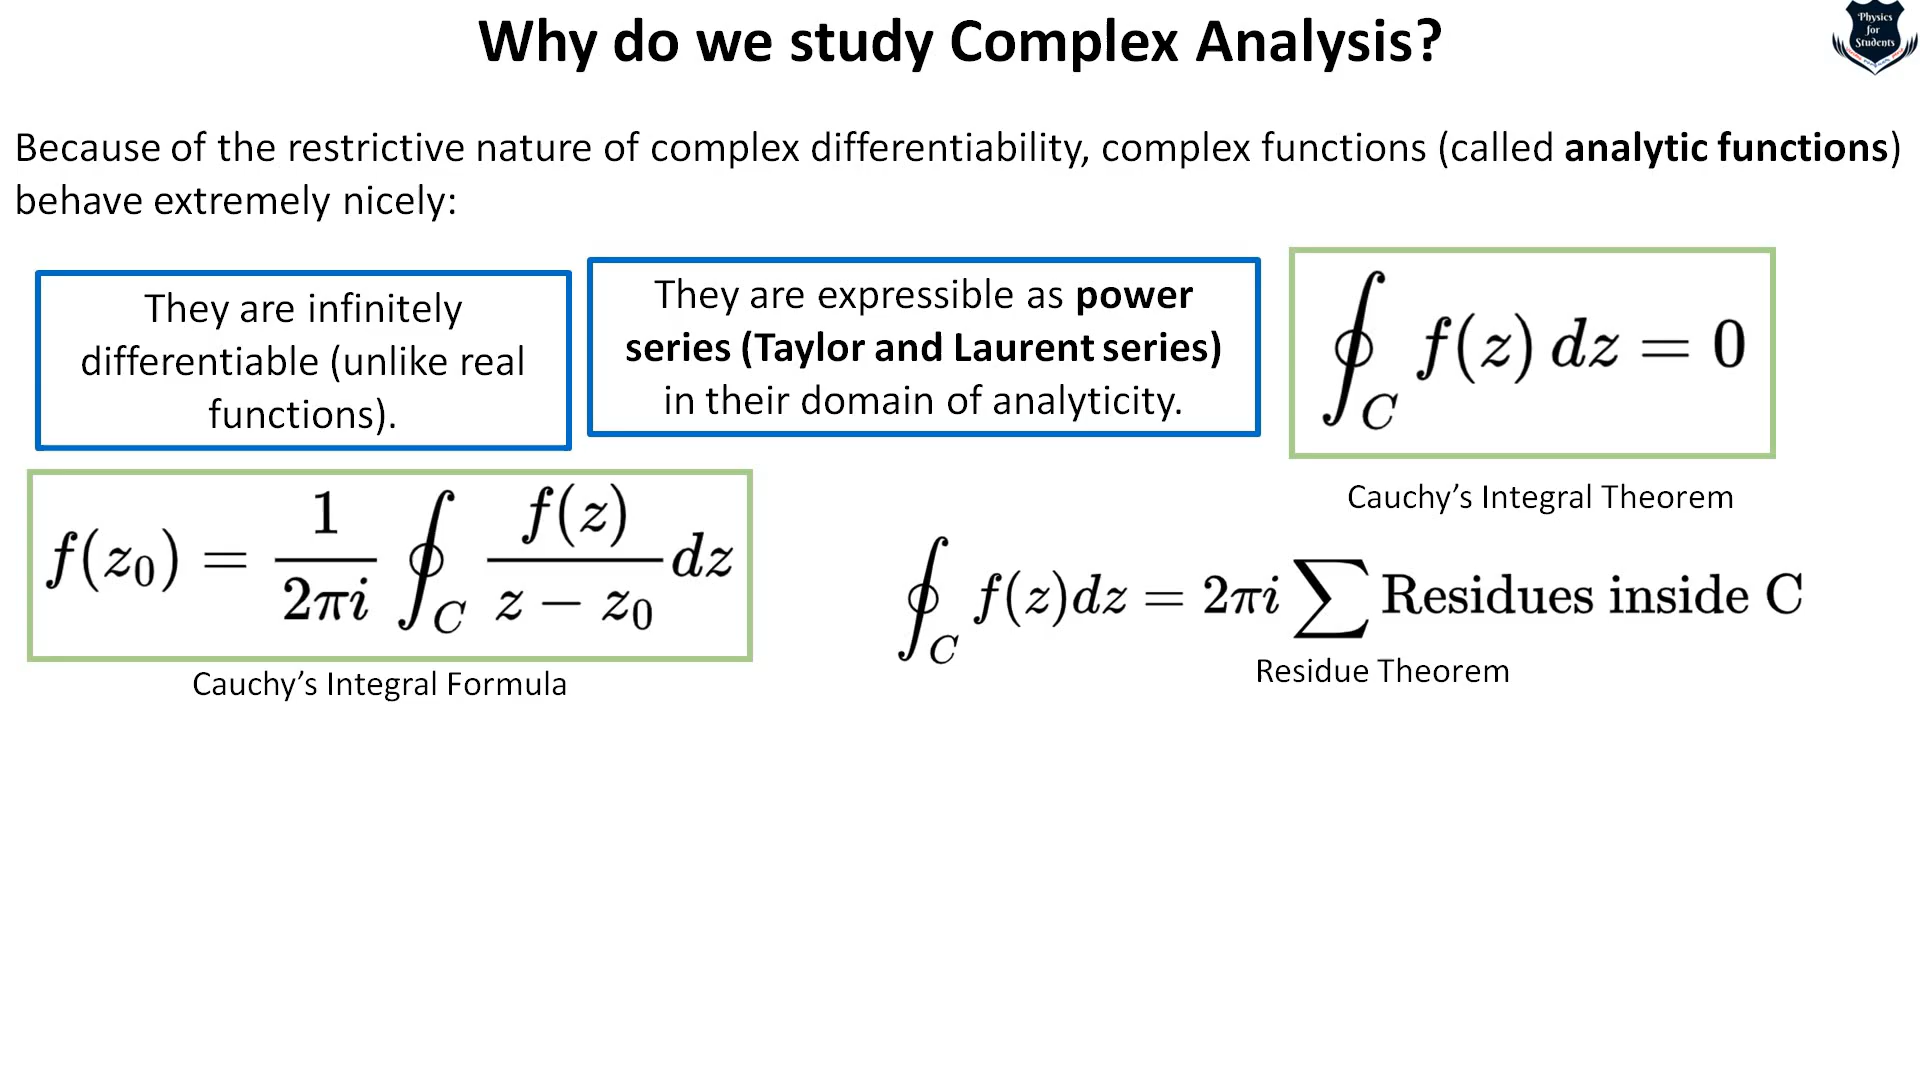 Why do we study Complex Analysis?
Physics
for
Students
Because of the restrictive nature of complex differentiability, complex functions (called analytic functions)
behave extremely nicely:
They are infinitely
differentiable (unlike real
functions).
They are expressible as power
series (Taylor and Laurent series)
in their domain of analyticity.
∮_C f(z) dz = 0
Cauchy’s Integral Theorem
f(z₀) = 1/(2πi) ∮_C f(z)/(z − z₀) dz
Cauchy’s Integral Formula
∮_C f(z)dz = 2πi ∑ Residues inside C
Residue Theorem